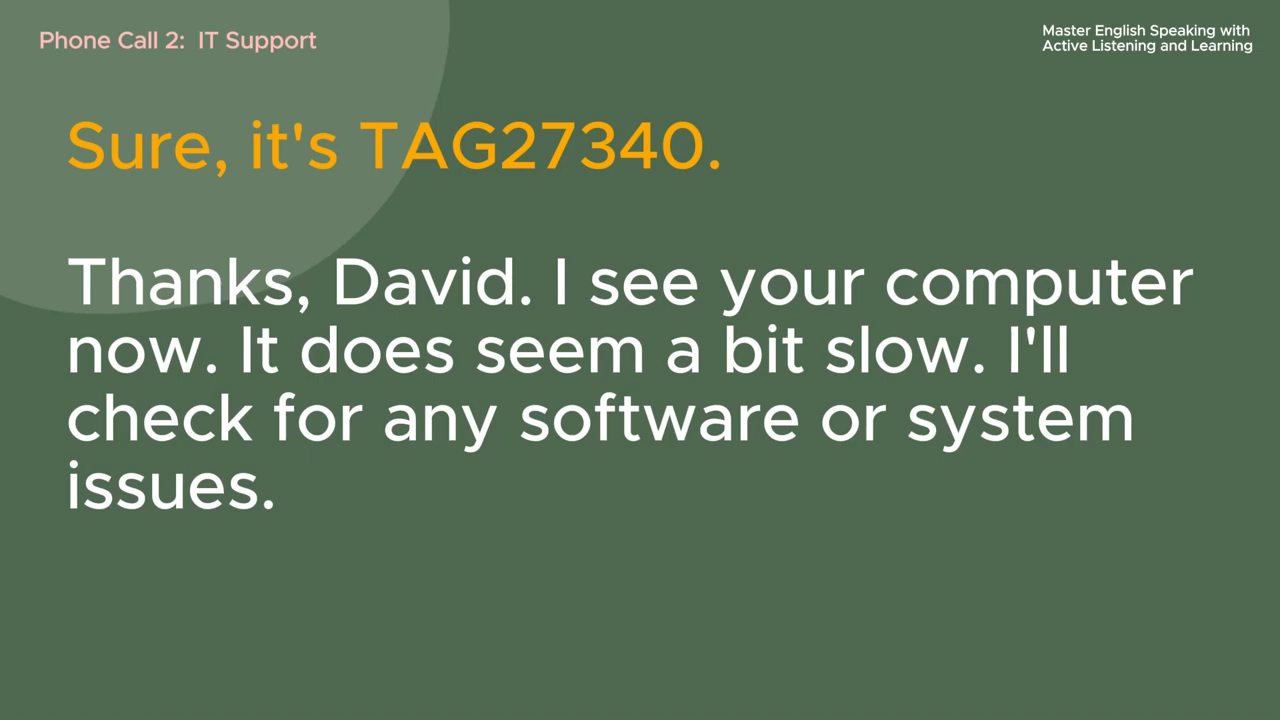 Phone Call 2: IT Support
Master English Speaking with
Active Listening and Learning
Sure, it's TAG27340.
Thanks, David. I see your computer
now. It does seem a bit slow. I'll
check for any software or system
issues.